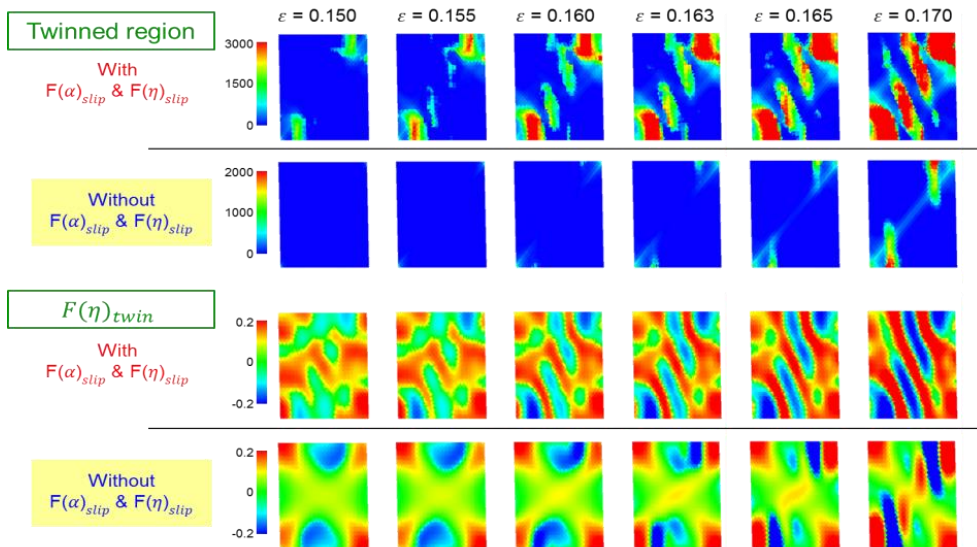 ε = 0.150 ε = 0.155 ε = 0.160 ε = 0.163 ε = 0.165 ε = 0.170
Twinned region
With
F(α)slip & F(η)slip
3000
1500
0
Without
F(α)slip & F(η)slip
2000
1000
0
F(η)twin
With
F(α)slip & F(η)slip
0.2
0
-0.2
Without
F(α)slip & F(η)slip
0.2
0
-0.2